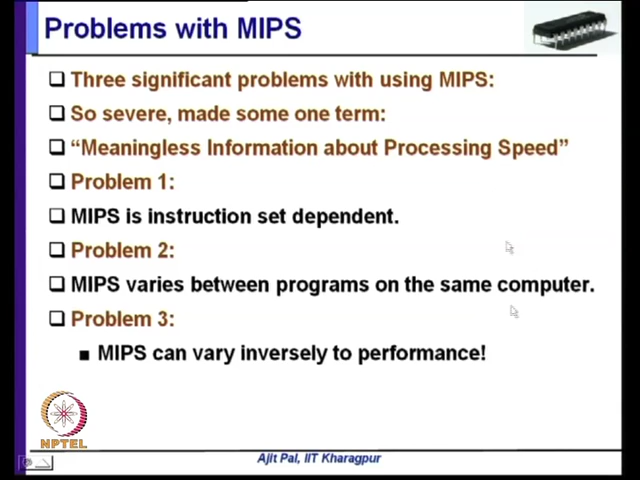 Problems with MIPS
Three significant problems with using MIPS:
So severe, made some one term:
“Meaningless Information about Processing Speed”
Problem 1:
MIPS is instruction set dependent.
Problem 2:
MIPS varies between programs on the same computer.
Problem 3:
MIPS can vary inversely to performance!
NPTEL
Ajit Pal, IIT Kharagpur